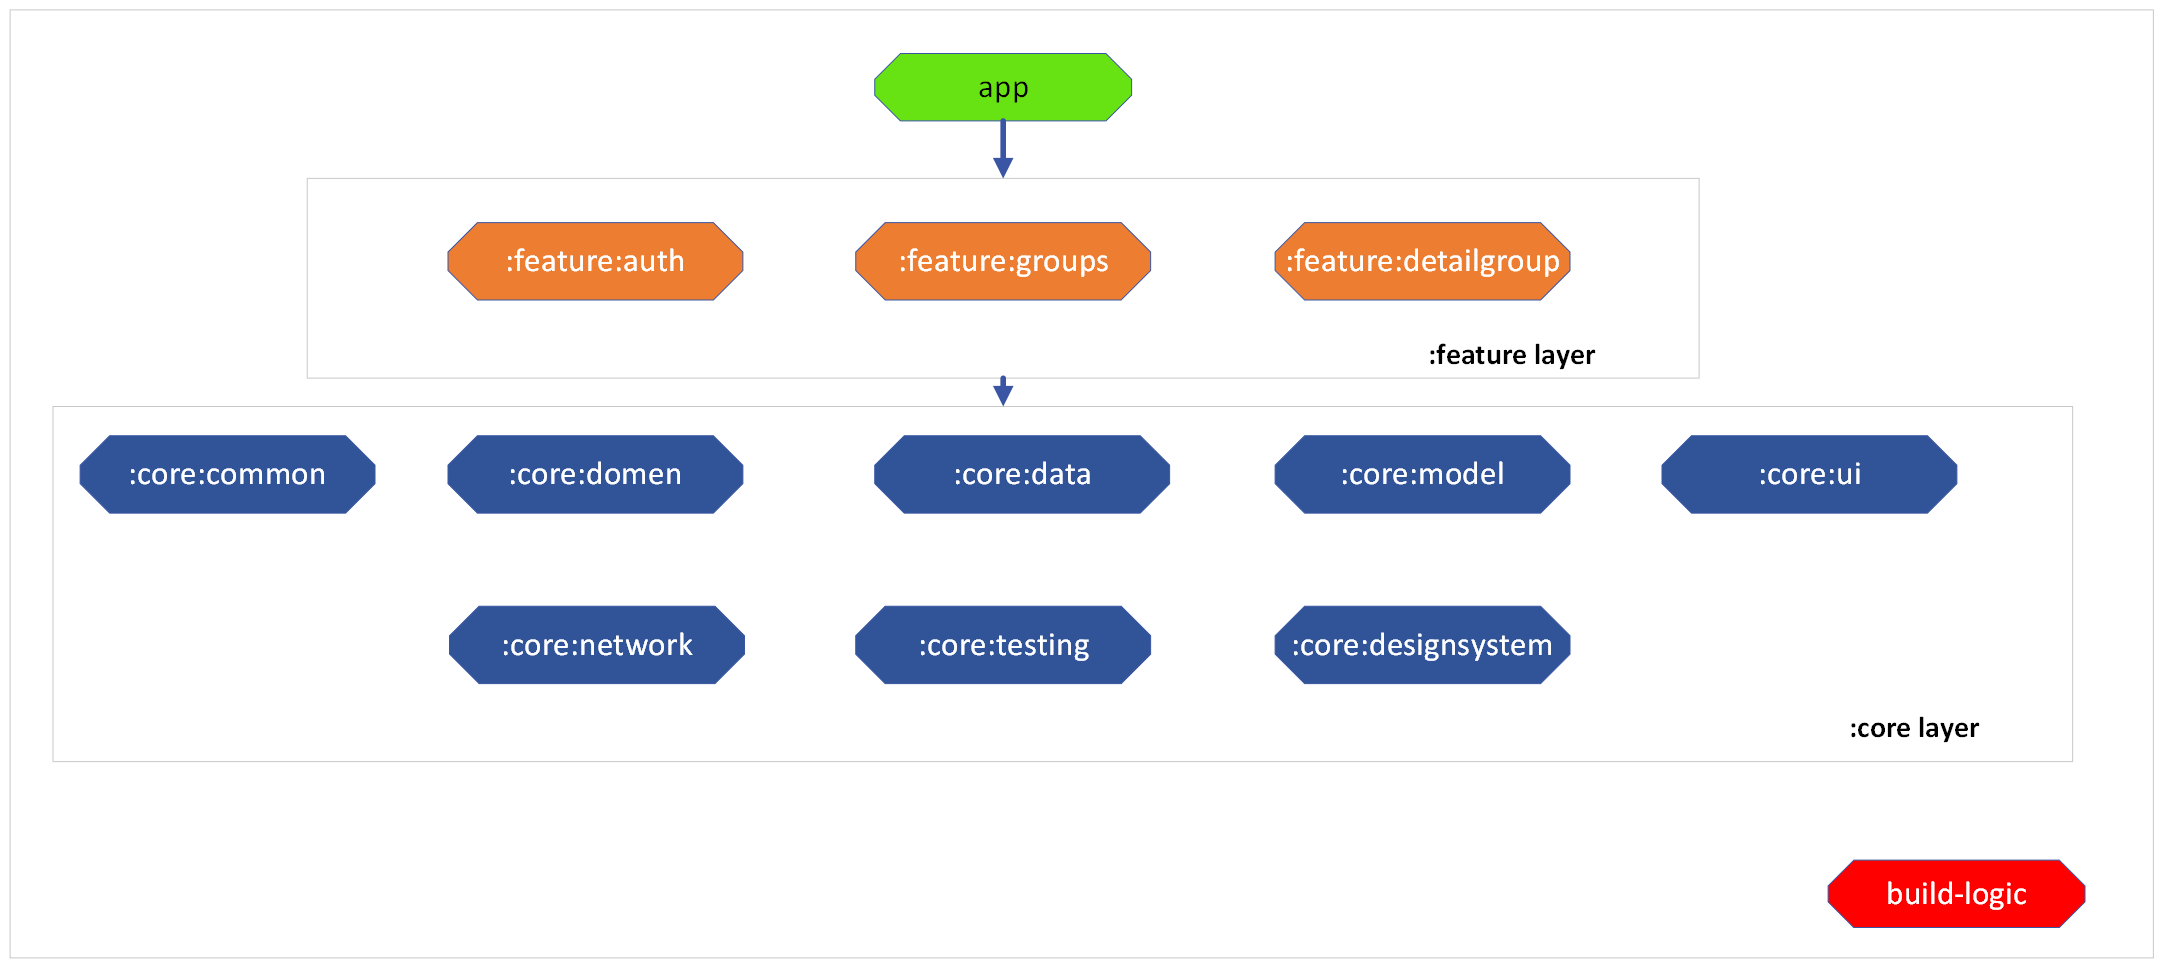 app
:feature:auth
:feature:groups
:feature:detailgroup
:feature layer
:core:common
:core:domen
:core:data
:core:model
:core:ui
:core:network
:core:testing
:core:designsystem
:core layer
build-logic